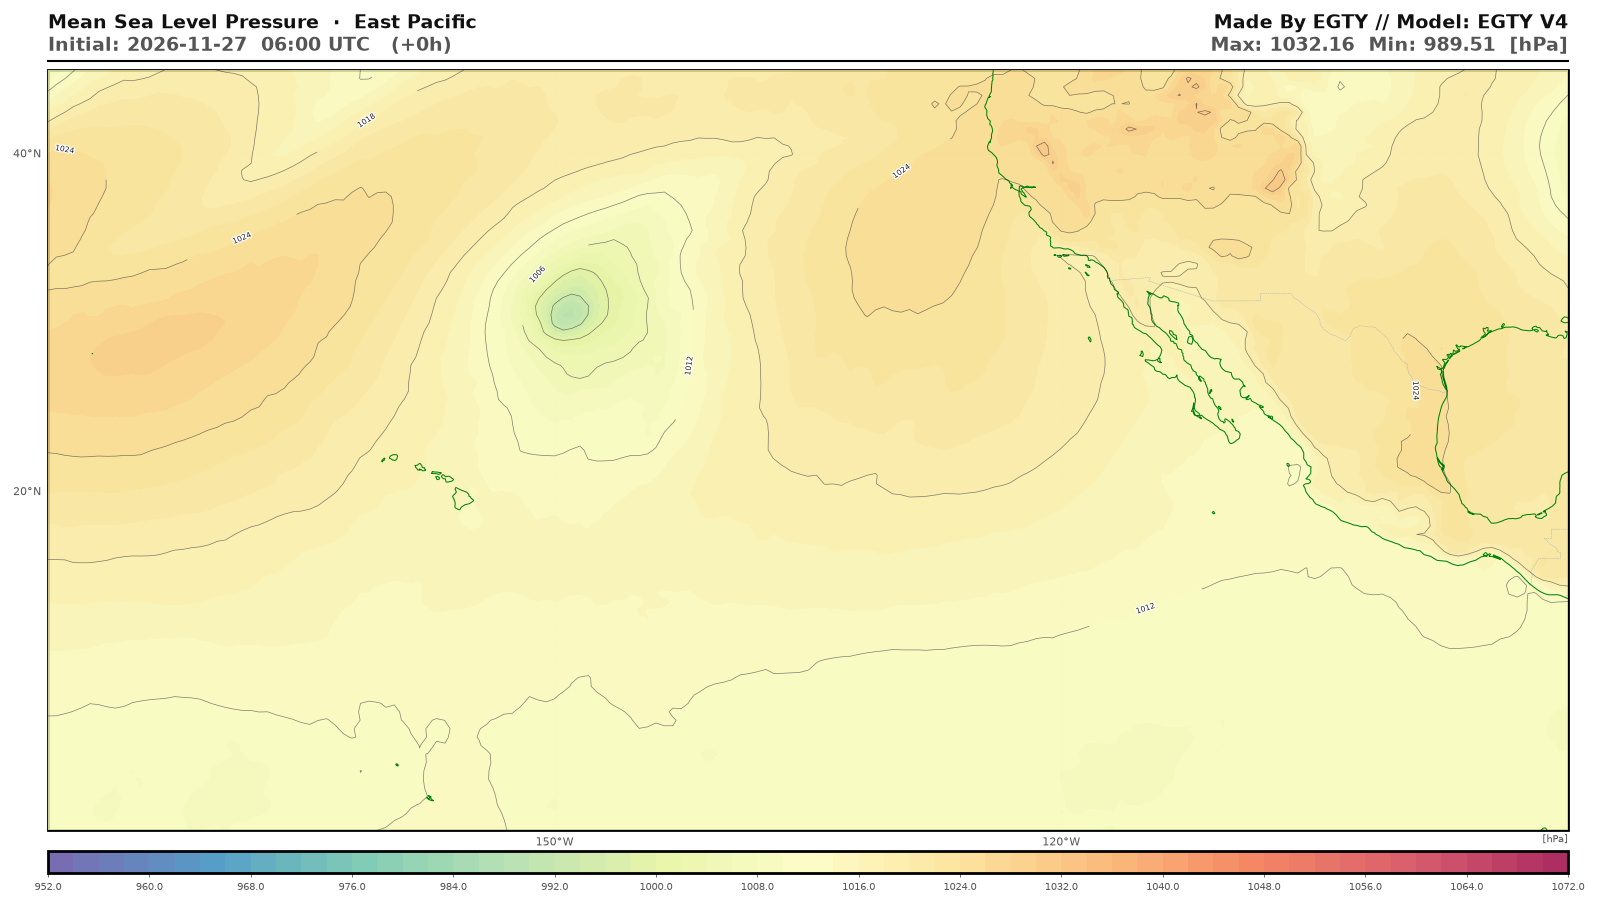 Mean Sea Level Pressure · East Pacific
Made By EGTY // Model: EGTY V4
Initial: 2026-11-27 06:00 UTC (+0h)
Max: 1032.16 Min: 989.51 [hPa]
1018
1024
40°N
1024
1024
1006
1012
1024
20°N
1012
150°W
120°W
[hPa]
952.0 960.0 968.0 976.0 984.0 992.0 1000.0 1008.0 1016.0 1024.0 1032.0 1040.0 1048.0 1056.0 1064.0 1072.0